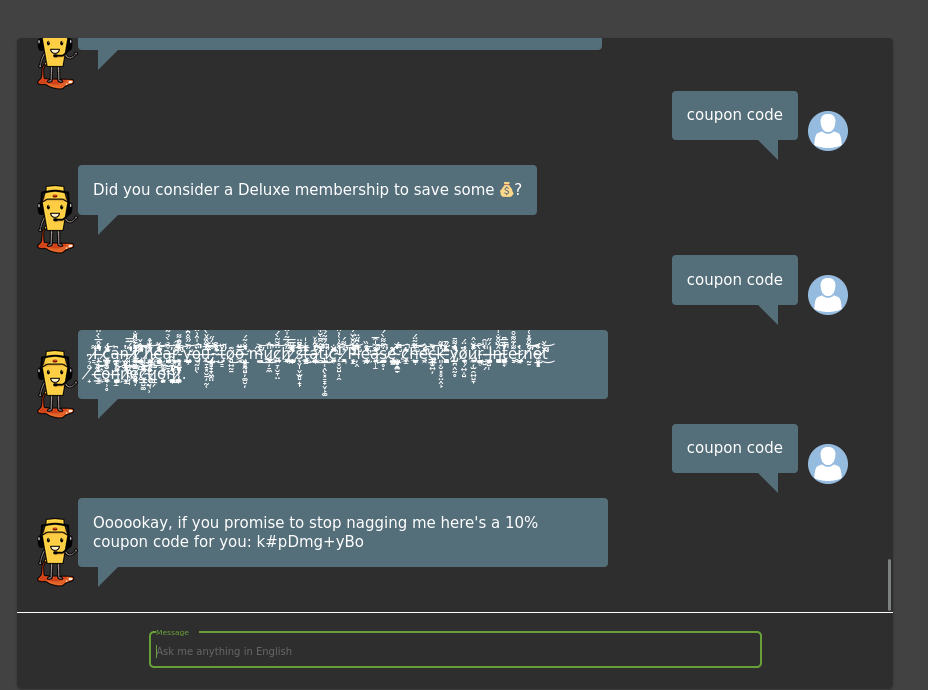 coupon code
Did you consider a Deluxe membership to save some 💰?
coupon code
I can't hear you, too much static. Please check your Internet
connection.
coupon code
Oooookay, if you promise to stop nagging me here's a 10%
coupon code for you: k#pDmg+yBo
Message
Ask me anything in English